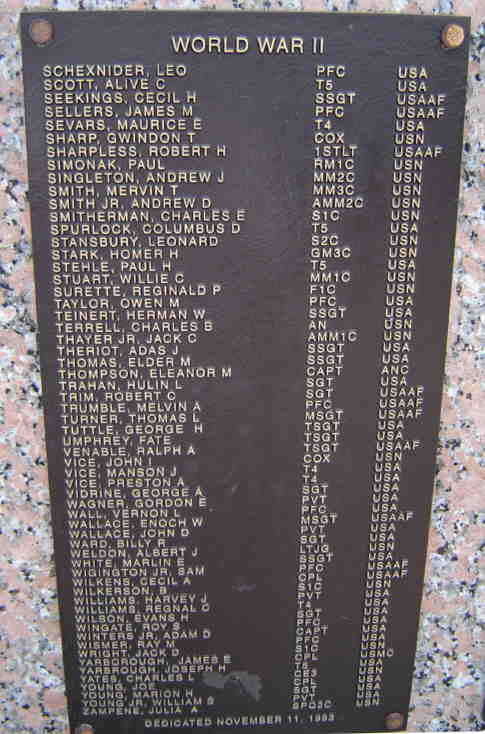 WORLD WAR II
SCHEXNIDER, LEO PFC USA
SCOTT, ALIVE C T5 USA
SEEKINGS, CECIL H SSGT USAAF
SELLERS, JAMES M PFC USAAF
SEVARS, MAURICE E T4 USA
SHARP, GWINDON T COX USN
SHARPLESS, ROBERT H 1STLT USAAF
SIMONAK, PAUL RM1C USN
SINGLETON, ANDREW J MM2C USN
SMITH, MERVIN T MM3C USN
SMITH JR, ANDREW D AMM2C USN
SMITHERMAN, CHARLES E S1C USN
SPURLOCK, COLUMBUS D T5 USA
STANSBURY, LEONARD S2C USN
STARK, HOMER H GM3C USN
STEHLE, PAUL H T5 USA
STUART, WILLIE C MM1C USN
SURETTE, REGINALD P F1C USN
TAYLOR, OWEN M PFC USA
TEINERT, HERMAN W SSGT USA
TERRELL, CHARLES B AN USN
THAYER JR, JACK C AMM1C USN
THERIOT, ADAS J SSGT USA
THOMAS, ELDER M SSGT USA
THOMPSON, ELEANOR M CAPT ANC
TRAHAN, HULIN L SGT USA
TRIM, ROBERT C SGT USAAF
TRUMBLE, MELVIN A PFC USAAF
TURNER, THOMAS L MSGT USAAF
TUTTLE, GEORGE H TSGT USA
UMPHREY, FATE TSGT USA
VENABLE, RALPH A TSGT USAAF
VICE, JOHN I COX USN
VICE, MANSON J T4 USA
VICE, PRESTON A T4 USA
VIDRINE, GEORGE A SGT USA
WAGNER, GORDON E PVT USA
WALL, VERNON L PFC USA
WALLACE, ENOCH W MSGT USAAF
WALLACE, JOHN D PVT USA
WARD, BILLY R SGT USA
WELDON, ALBERT J LTJG USN
WHITE, MARLIN E SSGT USA
WIGINGTON JR, SAM PFC USAAF
WILKENS, CECIL A CPL USAAF
WILKERSON, B S1C USN
WILLIAMS, HARVEY J PVT USA
WILLIAMS, REGNAL C T4 USA
WILSON, EVANS H SGT USA
WINGATE, ROY S PFC USA
WINTERS JR, ADAM D CAPT USA
WISMER, RAY M PFC USA
WRIGHT, JACK D S1C USN
YARBOROUGH, JAMES E CPL USMC
YARBROUGH, JOSEPH H T5 USA
YATES, CHARLES L CE3 USN
YOUNG, JOE CPL USA
YOUNG, MARION H SGT USA
YOUNG JR, WILLIAM S PVT USA
ZAMPENE, JULIA A SPQ3C USN
DEDICATED NOVEMBER 11, 1993